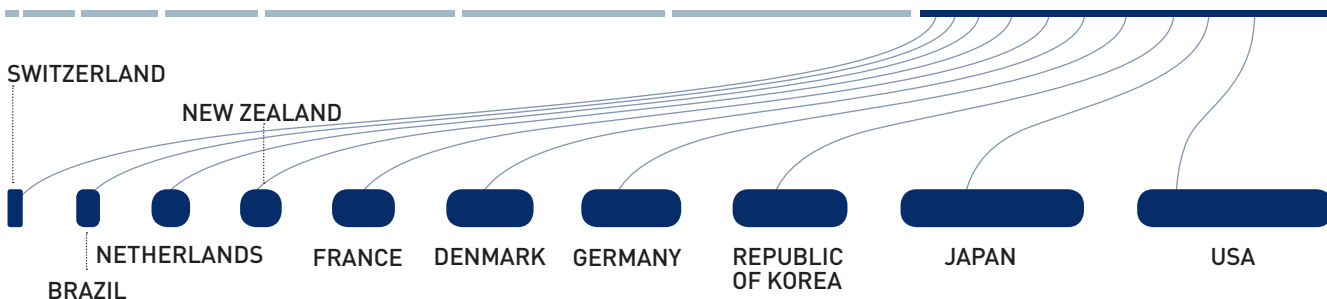 SWITZERLAND
NEW ZEALAND
BRAZIL
NETHERLANDS
FRANCE
DENMARK
GERMANY
REPUBLIC
OF KOREA
JAPAN
USA